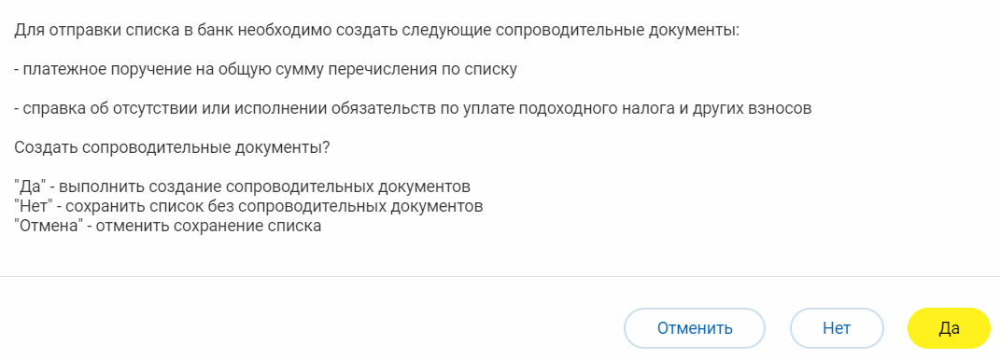 Для отправки списка в банк необходимо создать следующие сопроводительные документы:
- платежное поручение на общую сумму перечисления по списку
- справка об отсутствии или исполнении обязательств по уплате подоходного налога и других взносов
Создать сопроводительные документы?
"Да" - выполнить создание сопроводительных документов
"Нет" - сохранить список без сопроводительных документов
"Отмена" - отменить сохранение списка
Отменить Нет Да